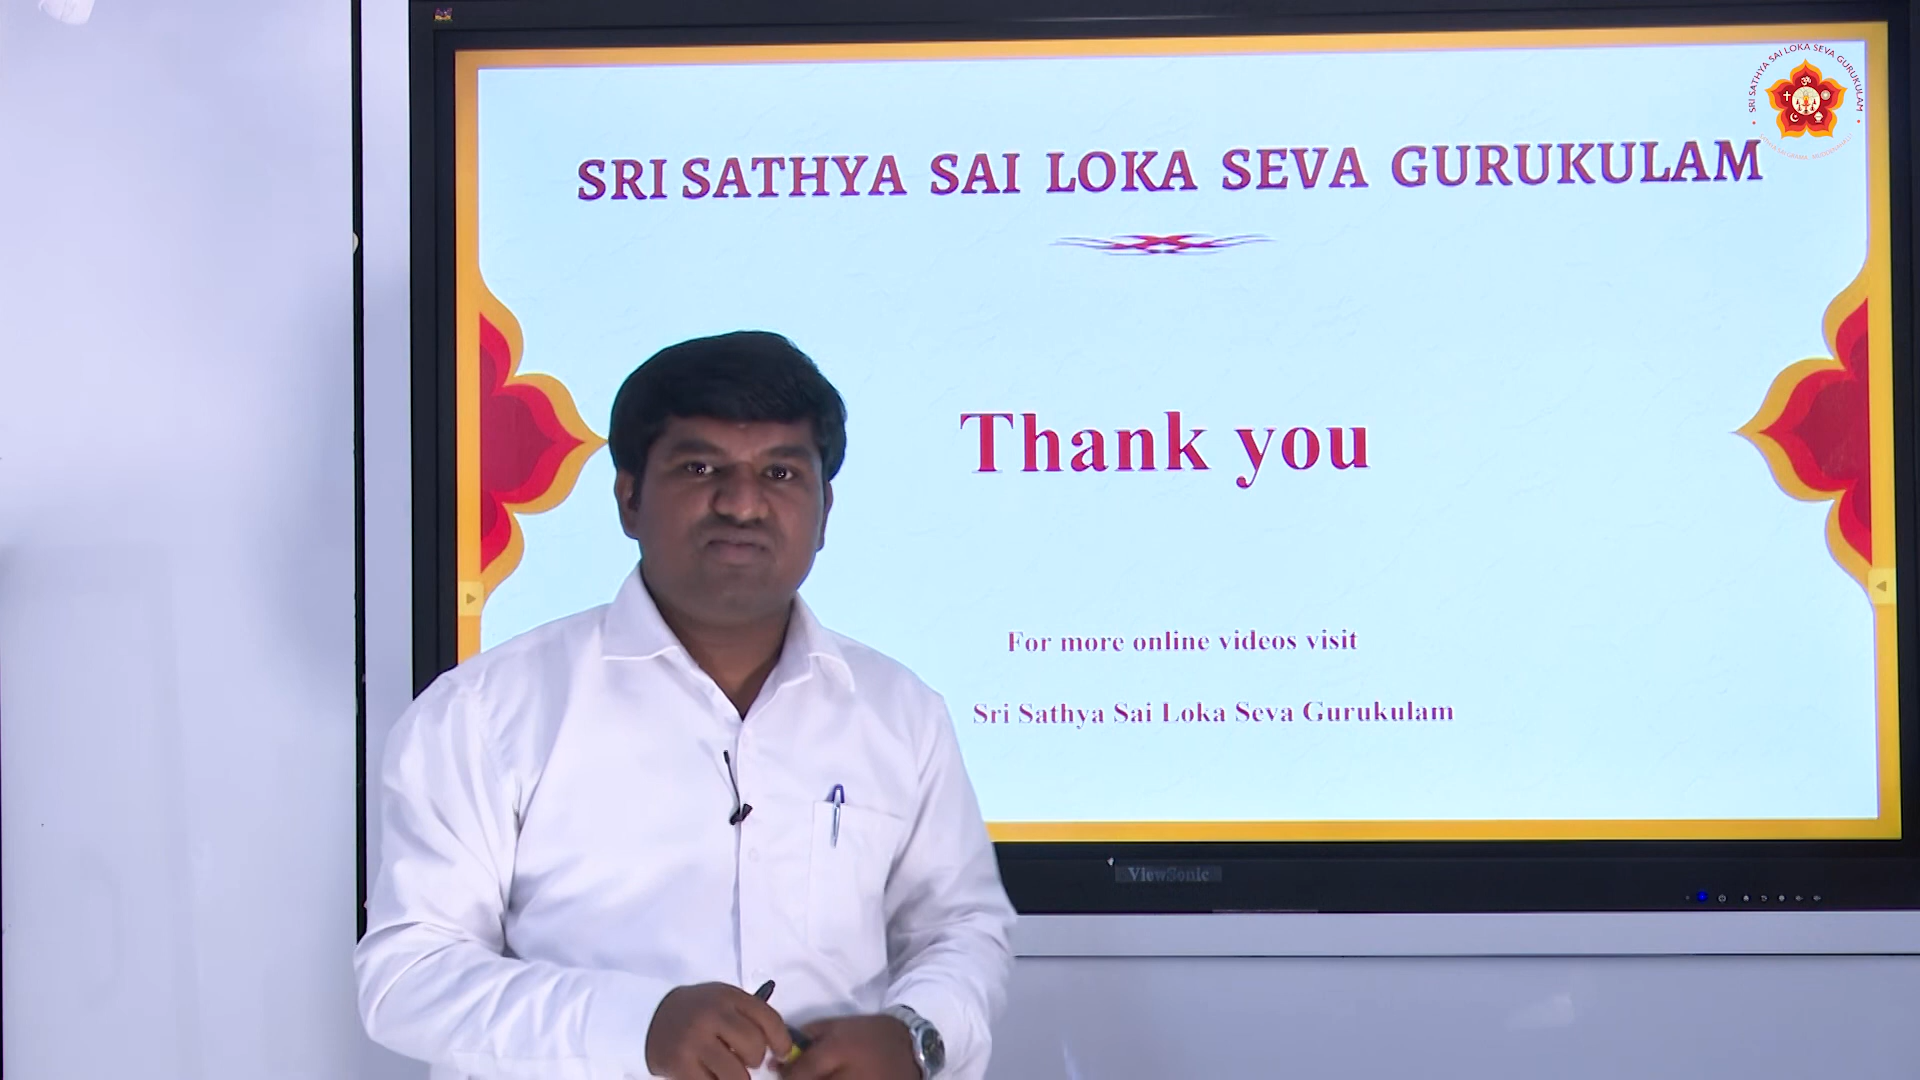 SRI SATHYA SAI LOKA SEVA GURUKULAM
SRI SATHYA SAI LOKA SEVA GURUKULAM
Thank you
For more online videos visit
Sri Sathya Sai Loka Seva Gurukulam
ViewSonic